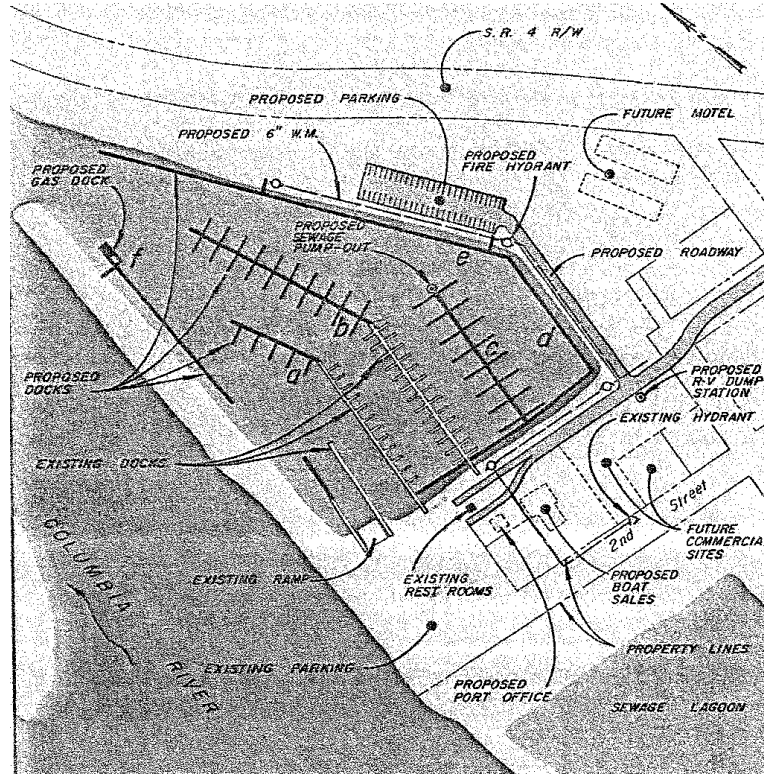 S.R. 4 R/W
N
PROPOSED PARKING
FUTURE MOTEL
PROPOSED 6" W.M.
PROPOSED
FIRE HYDRANT
PROPOSED
GAS DOCK
PROPOSED
SEWAGE
PUMP-OUT
f
e
PROPOSED ROADWAY
b
c
d
a
PROPOSED
DOCKS
PROPOSED
R-V DUMP
STATION
EXISTING HYDRANT
EXISTING DOCKS
2nd Street
FUTURE
COMMERCIA
SITES
EXISTING RAMP
EXISTING
REST ROOMS
PROPOSED
BOAT
SALES
COLUMBIA
RIVER
EXISTING PARKING
PROPERTY LINES
PROPOSED
PORT OFFICE
SEWAGE LAGOON